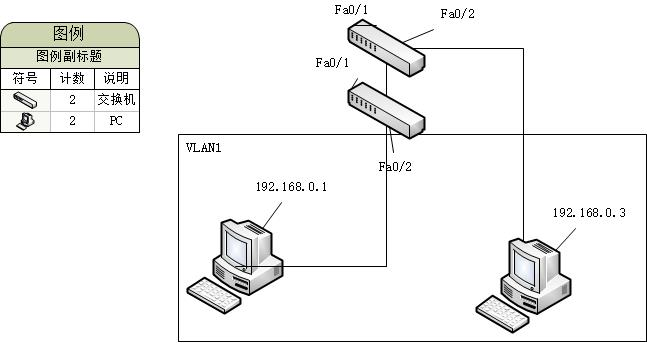 图例
图例副标题
符号 计数 说明
2 交换机
2 PC
Fa0/1
Fa0/2
Fa0/1
Fa0/2
VLAN1
192.168.0.1
192.168.0.3